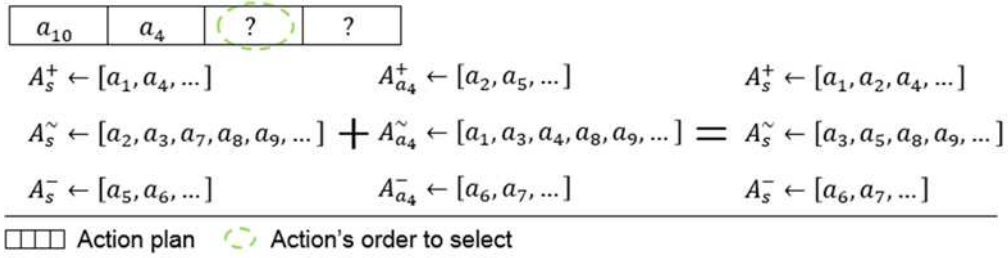 a₁₀ a₄ ? ?
A⁺ₛ ← [a₁, a₄, ...] A⁺ₐ₄ ← [a₂, a₅, ...] A⁺ₛ ← [a₁, a₂, a₄, ...]
A˜ₛ ← [a₂, a₃, a₇, a₈, a₉, ...] + A˜ₐ₄ ← [a₁, a₃, a₄, a₈, a₉, ...] = A˜ₛ ← [a₃, a₅, a₈, a₉, ...]
A⁻ₛ ← [a₅, a₆, ...] A⁻ₐ₄ ← [a₆, a₇, ...] A⁻ₛ ← [a₆, a₇, ...]
Action plan Action's order to select